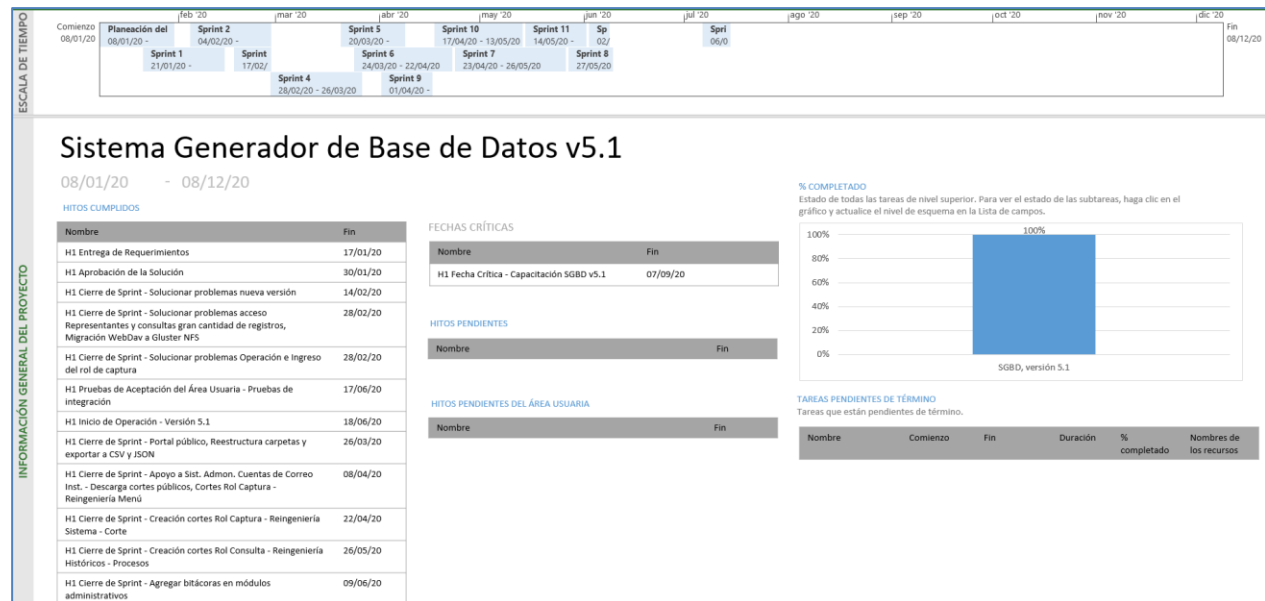 ESCALA DE TIEMPO
feb '20 mar '20 abr '20 may '20 jun '20 jul '20 ago '20 sep '20 oct '20 nov '20 dic '20
Comienzo
08/01/20
Planeación del
08/01/20 -
Sprint 2
04/02/20 -
Sprint 5
20/03/20 -
Sprint 10
17/04/20 - 13/05/20
Sprint 11
14/05/20 -
Sp
02/
Spri
06/0
Fin
08/12/20
Sprint 1
21/01/20 -
Sprint
17/02/
Sprint 6
24/03/20 - 22/04/20
Sprint 7
23/04/20 - 26/05/20
Sprint 8
27/05/20
Sprint 4
28/02/20 - 26/03/20
Sprint 9
01/04/20 -
INFORMACIÓN GENERAL DEL PROYECTO
Sistema Generador de Base de Datos v5.1
08/01/20 - 08/12/20
HITOS CUMPLIDOS
Nombre Fin
H1 Entrega de Requerimientos 17/01/20
H1 Aprobación de la Solución 30/01/20
H1 Cierre de Sprint - Solucionar problemas nueva versión 14/02/20
H1 Cierre de Sprint - Solucionar problemas acceso 28/02/20
Representantes y consultas gran cantidad de registros,
Migración WebDav a Gluster NFS
H1 Cierre de Sprint - Solucionar problemas Operación e Ingreso 28/02/20
del rol de captura
H1 Pruebas de Aceptación del Área Usuaria - Pruebas de 17/06/20
integración
H1 Inicio de Operación - Versión 5.1 18/06/20
H1 Cierre de Sprint - Portal público, Reestructura carpetas y 26/03/20
exportar a CSV y JSON
H1 Cierre de Sprint - Apoyo a Sist. Admon. Cuentas de Correo 08/04/20
Inst. - Descarga cortes públicos, Cortes Rol Captura -
Reingeniería Menú
H1 Cierre de Sprint - Creación cortes Rol Captura - Reingeniería 22/04/20
Sistema - Corte
H1 Cierre de Sprint - Creación cortes Rol Consulta - Reingeniería 26/05/20
Históricos - Procesos
H1 Cierre de Sprint - Agregar bitácoras en módulos 09/06/20
administrativos
FECHAS CRÍTICAS
Nombre Fin
H1 Fecha Crítica - Capacitación SGBD v5.1 07/09/20
HITOS PENDIENTES
Nombre Fin
HITOS PENDIENTES DEL ÁREA USUARIA
Nombre Fin
% COMPLETADO
Estado de todas las tareas de nivel superior. Para ver el estado de las subtareas, haga clic en el
gráfico y actualice el nivel de esquema en la Lista de campos.
100%
100%
80%
60%
40%
20%
0%
SGBD, versión 5.1
TAREAS PENDIENTES DE TÉRMINO
Tareas que están pendientes de término.
Nombre Comienzo Fin Duración % Nombres de
completado los recursos